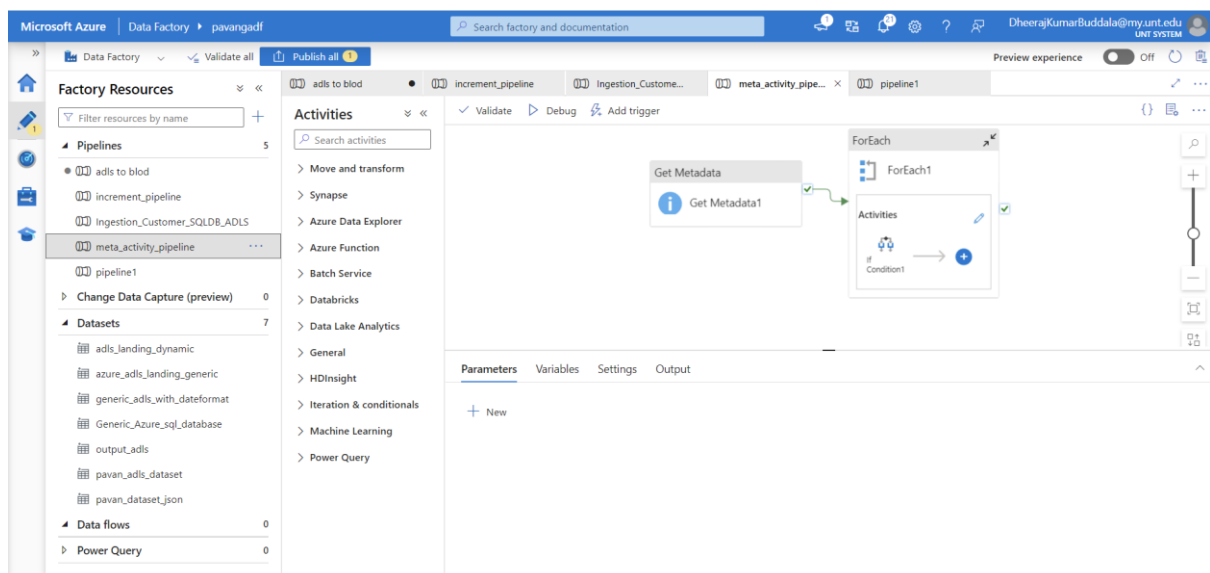 Microsoft Azure | Data Factory ▸ pavangadf
Search factory and documentation
1
21
DheerajKumarBuddala@my.unt.edu
UNT SYSTEM
» Data Factory Validate all Publish all 1
Preview experience Off
1
Factory Resources
Filter resources by name
Pipelines 5
adls to blod
increment_pipeline
Ingestion_Customer_SQLDB_ADLS
meta_activity_pipeline ...
pipeline1
Change Data Capture (preview) 0
Datasets 7
adls_landing_dynamic
azure_adls_landing_generic
generic_adls_with_dateformat
Generic_Azure_sql_database
output_adls
pavan_adls_dataset
pavan_dataset_json
Data flows 0
Power Query 0
adls to blod ● increment_pipeline Ingestion_Custome... meta_activity_pipe... × pipeline1
Activities
Search activities
Move and transform
Synapse
Azure Data Explorer
Azure Function
Batch Service
Databricks
Data Lake Analytics
General
HDInsight
Iteration & conditionals
Machine Learning
Power Query
Validate Debug Add trigger {} ...
Get Metadata
Get Metadata1
ForEach
ForEach1
Activities
If
Condition1
Parameters Variables Settings Output
+ New